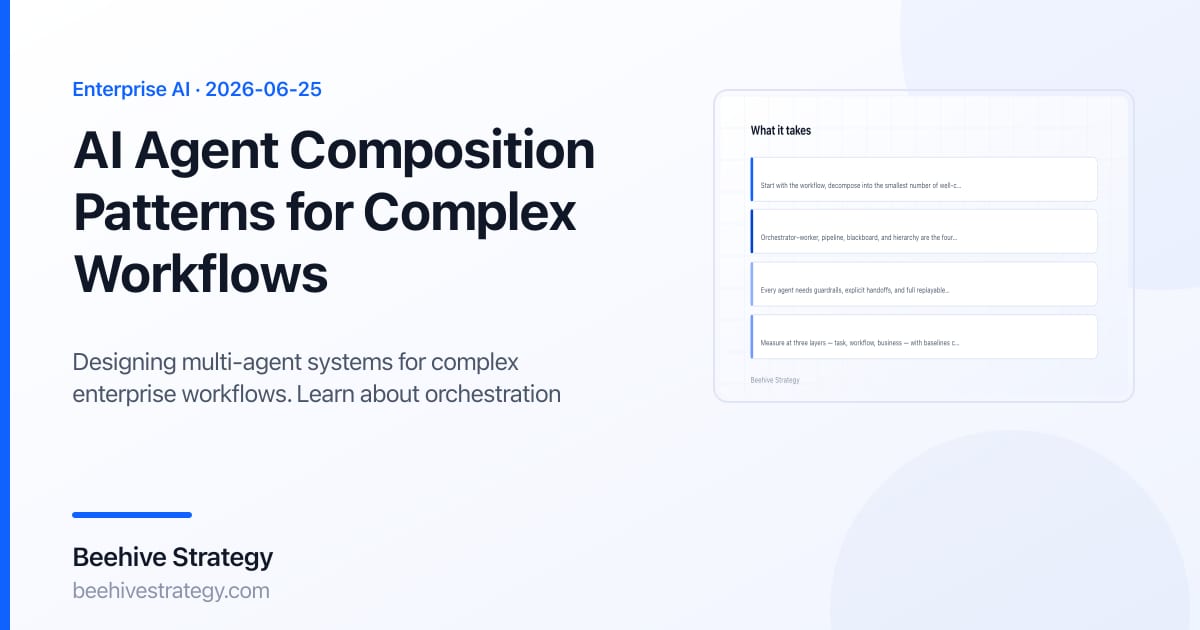 Enterprise AI · 2026-06-25
AI Agent Composition
Patterns for Complex
Workflows
Designing multi-agent systems for complex
enterprise workflows. Learn about orchestration
Beehive Strategy
beehivestrategy.com
What it takes
Start with the workflow, decompose into the smallest number of well-c...
Orchestrator-worker, pipeline, blackboard, and hierarchy are the four...
Every agent needs guardrails, explicit handoffs, and full replayable...
Measure at three layers — task, workflow, business — with baselines c...
Beehive Strategy